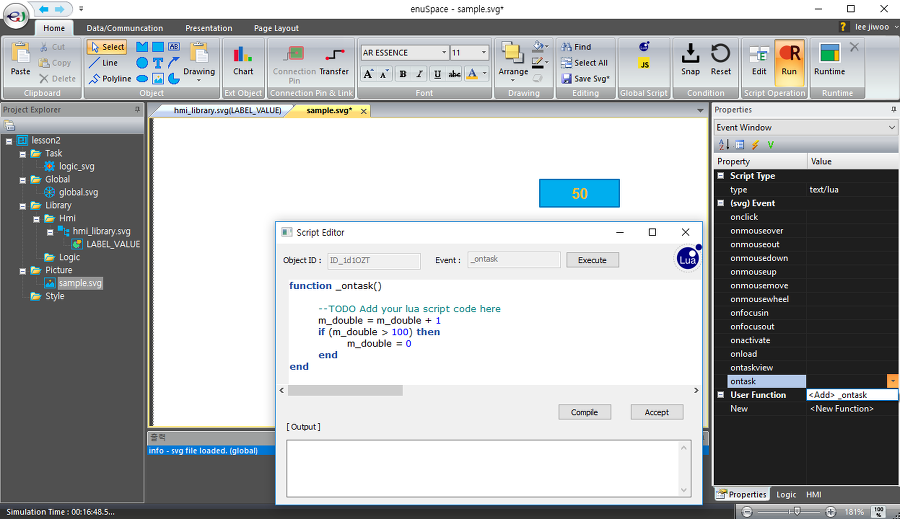 enuSpace - sample.svg*
Home Data/Communcation Presentation Page Layout
lee jiwoo
Paste
Cut
Copy
Delete
Clipboard
Select
Line
Polyline
AB
T
Drawing
Object
Chart
Ext Object
Connection Pin
Transfer
Connection Pin & Link
AR ESSENCE 11
A A B I U abc A
Font
Arrange
Drawing
Find
Select All
Save Svg*
Editing
JS
Global Script
Snap Reset
Condition
Edit Run
Script Operation
Runtime
Runtime
Project Explorer
lesson2
Task
logic_svg
Global
global.svg
Library
Hmi
hmi_library.svg
LABEL_VALUE
Logic
Picture
sample.svg
Style
hmi_library.svg(LABEL_VALUE) sample.svg*
50
Script Editor
Object ID : ID_1d1OZT Event : _ontask Execute
Lua
function _ontask()
--TODO Add your lua script code here
m_double = m_double + 1
if (m_double > 100) then
m_double = 0
end
end
Compile Accept
[ Output ]
출력
info - svg file loaded. (global)
Properties
Event Window
Property Value
Script Type
type text/lua
(svg) Event
onclick
onmouseover
onmouseout
onmousedown
onmouseup
onmousemove
onmousewheel
onfocusin
onfocusout
onactivate
onload
ontaskview
ontask
User Function <Add> _ontask
New <New Function>
Properties Logic HMI
Simulation Time : 00:16:48.5...
181% 100 %